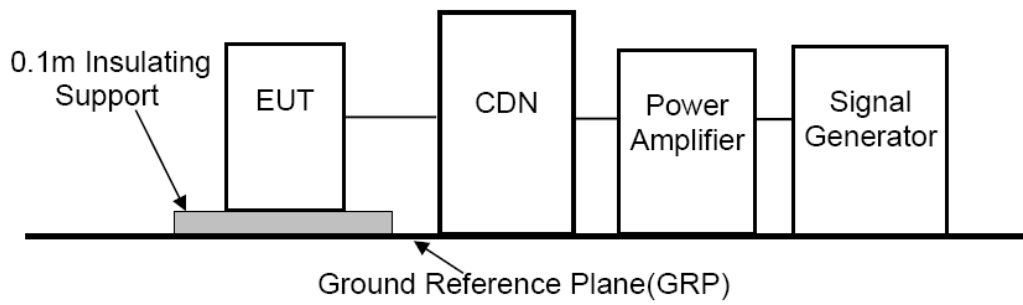 0.1m Insulating
Support
EUT
CDN
Power
Amplifier
Signal
Generator
Ground Reference Plane(GRP)